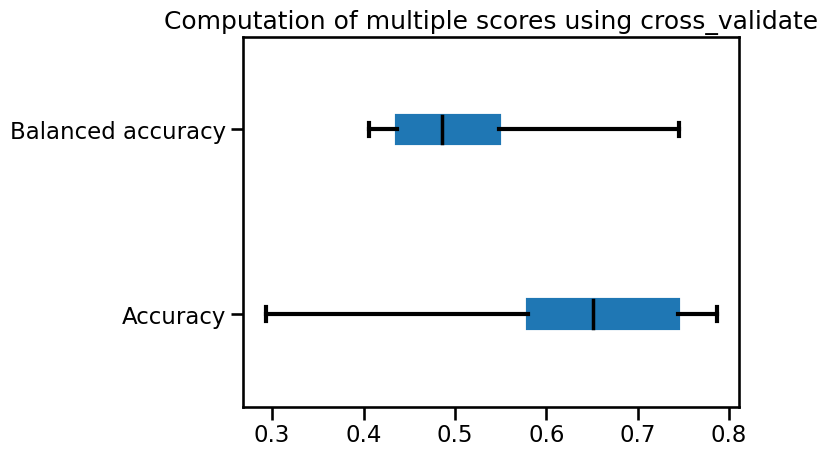 Computation of multiple scores using cross_validate
Balanced accuracy
Accuracy
0.3 0.4 0.5 0.6 0.7 0.8